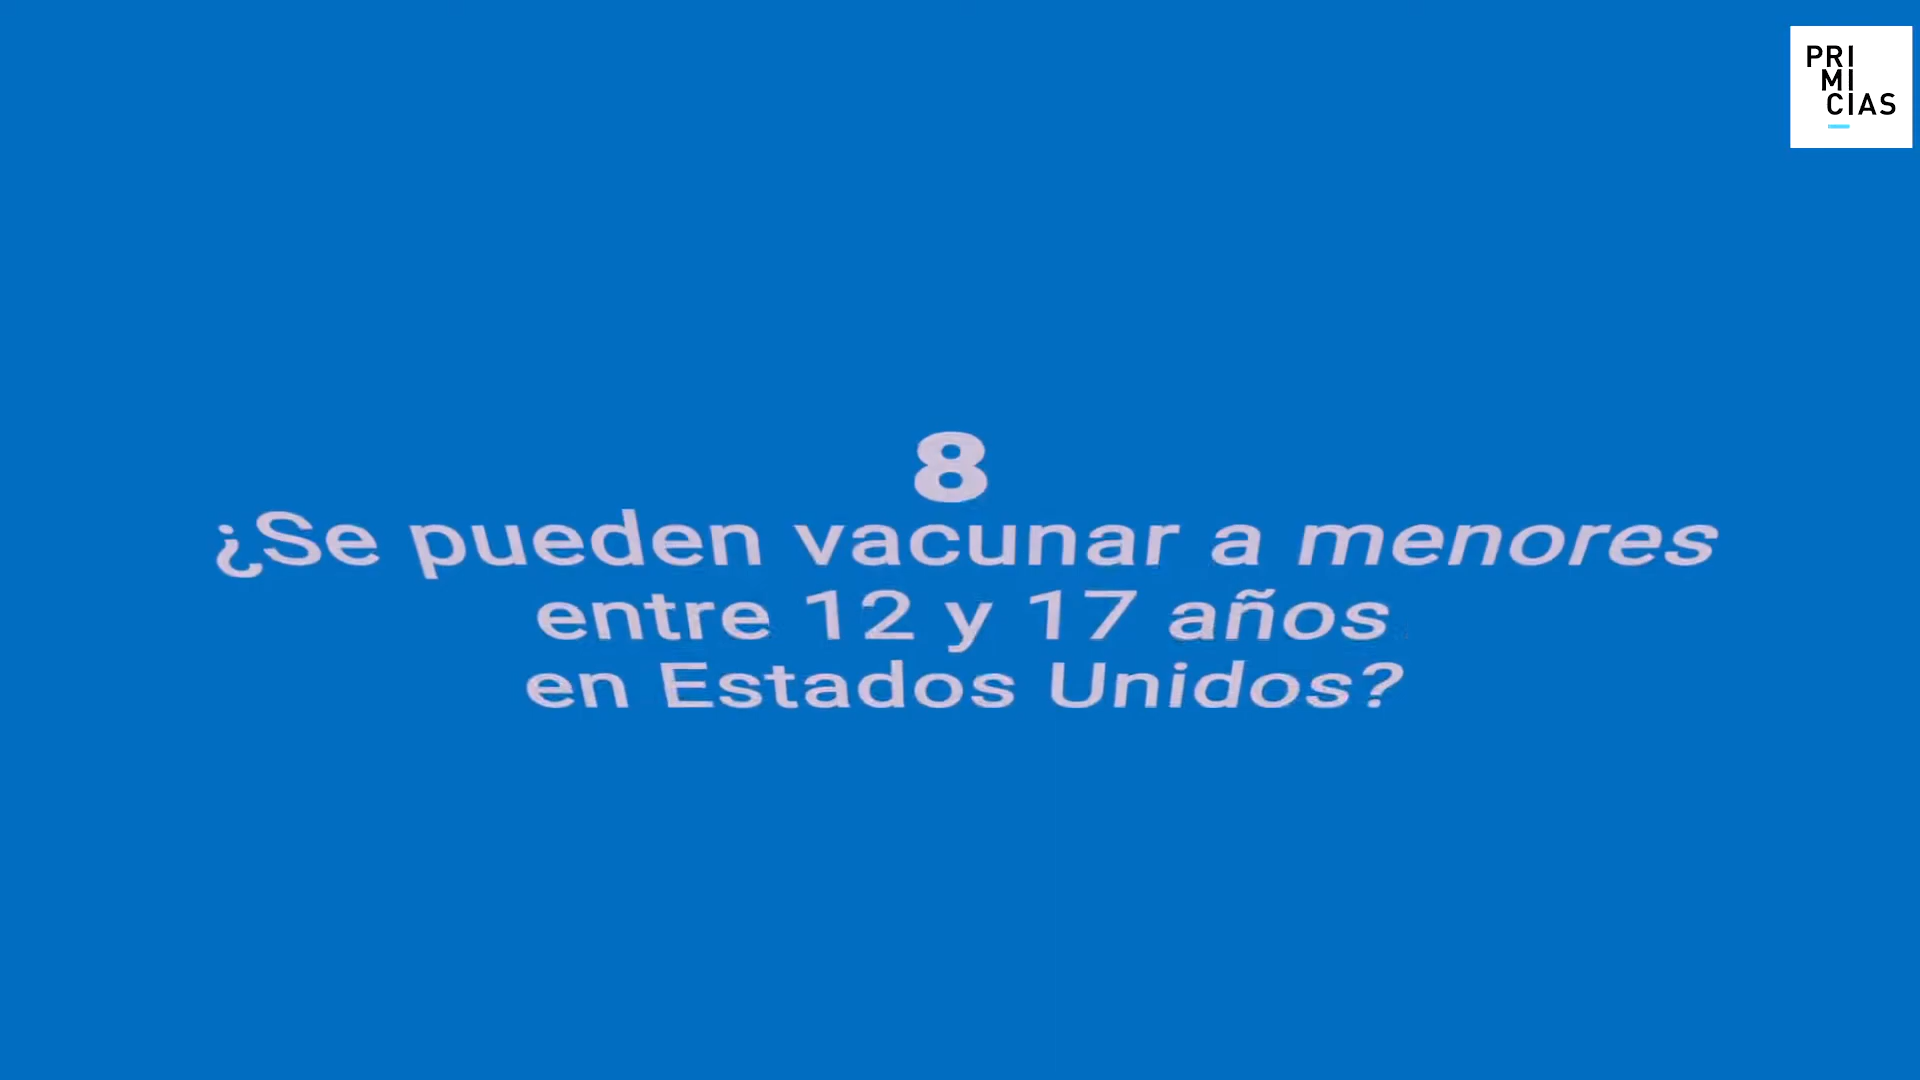 PRI
MI
CIAS
8
¿Se pueden vacunar a menores
entre 12 y 17 años
en Estados Unidos?